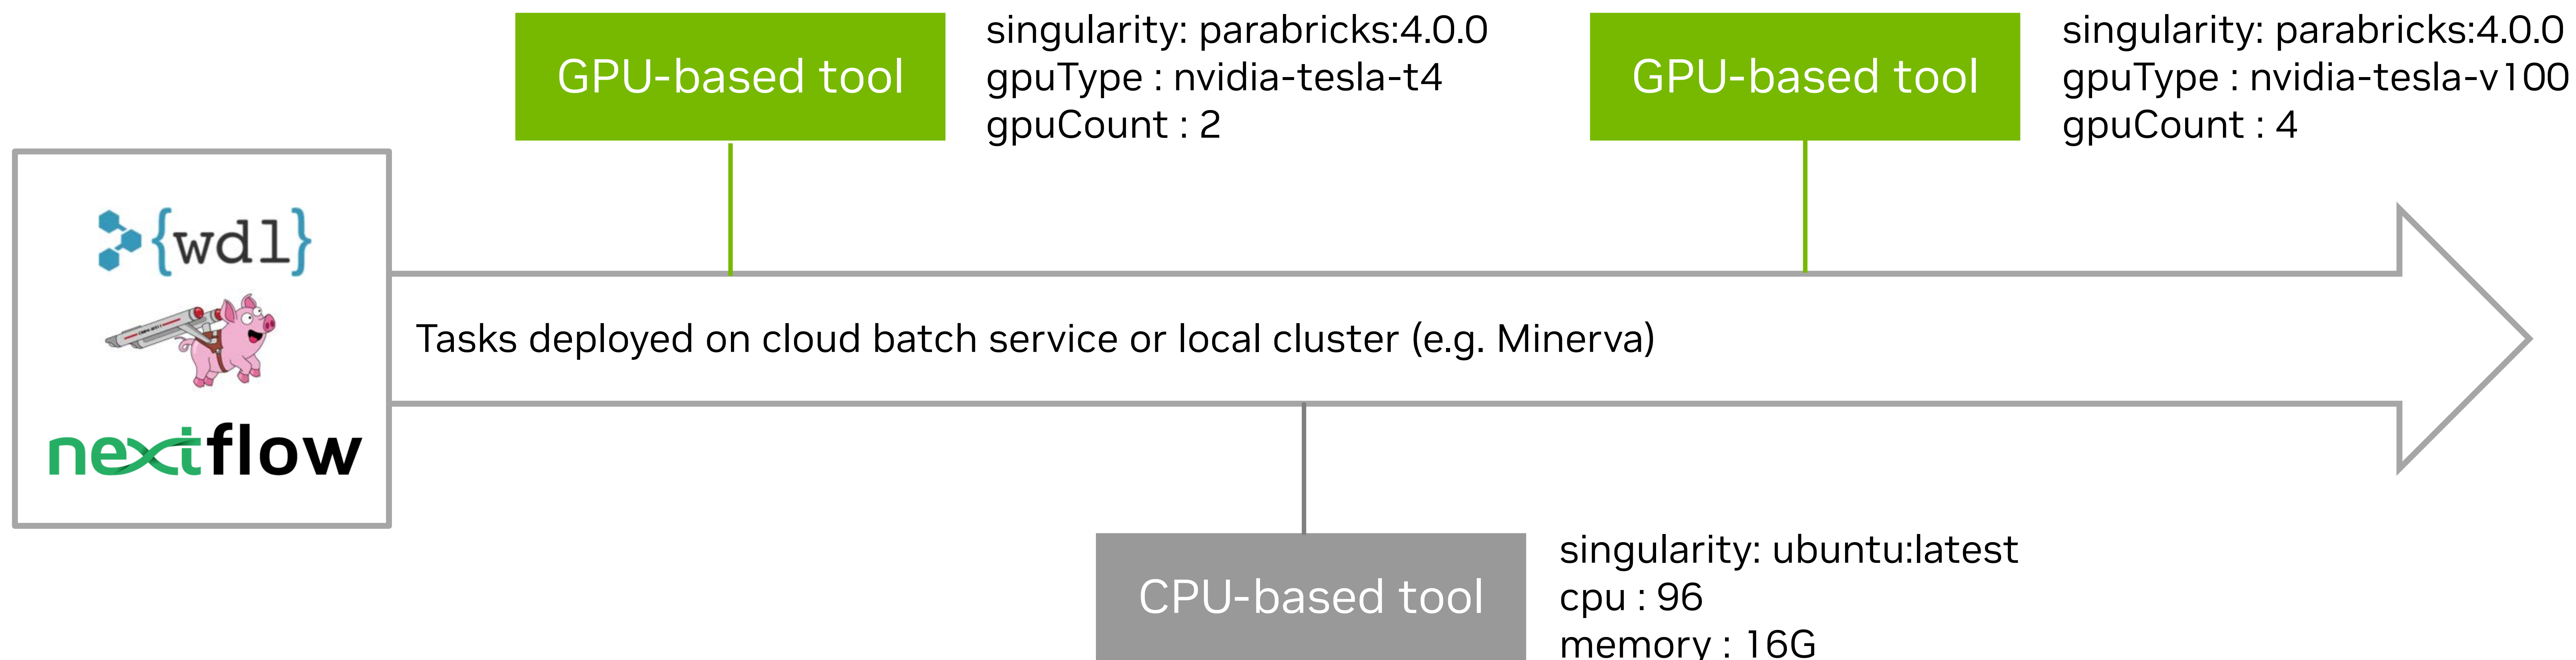 GPU-based tool
singularity: parabricks:4.0.0
gpuType : nvidia-tesla-t4
gpuCount : 2
GPU-based tool
singularity: parabricks:4.0.0
gpuType : nvidia-tesla-v100
gpuCount : 4
{wdl}
nextflow
Tasks deployed on cloud batch service or local cluster (e.g. Minerva)
CPU-based tool
singularity: ubuntu:latest
cpu : 96
memory : 16G